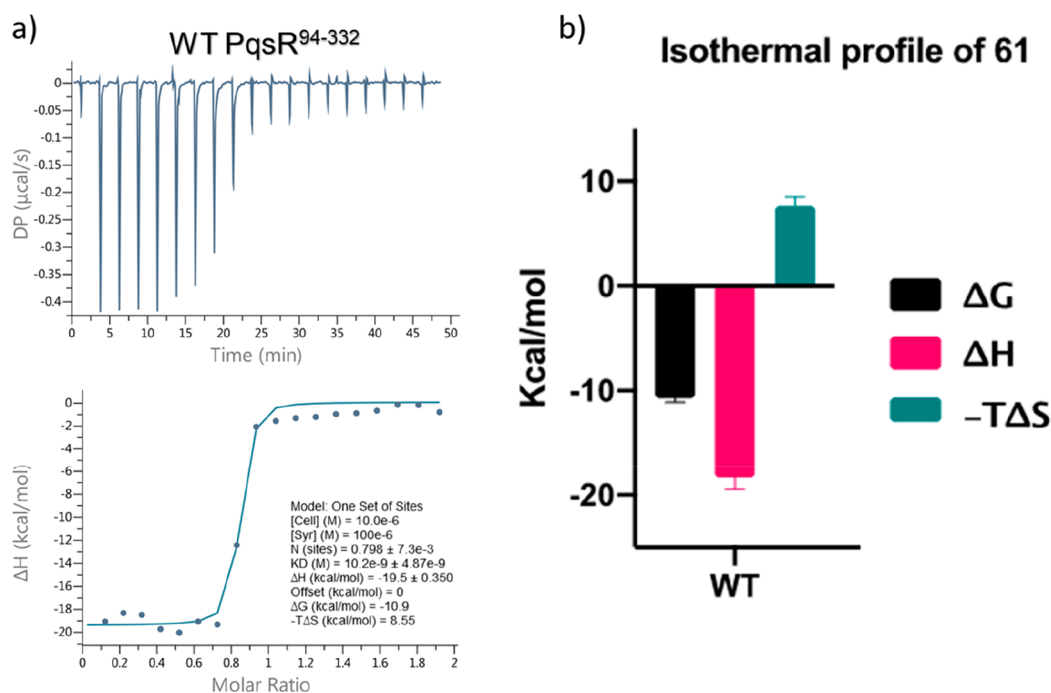 a)
WT PqsR94-332
0
-0.05
-0.1
-0.15
-0.2
-0.25
-0.3
-0.35
-0.4
DP (µcal/s)
0 5 10 15 20 25 30 35 40 45 50
Time (min)
0
-2
-4
-6
-8
-10
-12
-14
-16
-18
-20
ΔH (kcal/mol)
Model: One Set of Sites
[Cell] (M) = 10.0e-6
[Syr] (M) = 100e-6
N (sites) = 0.798 ± 7.3e-3
KD (M) = 10.2e-9 ± 4.87e-9
ΔH (kcal/mol) = -19.5 ± 0.350
Offset (kcal/mol) = 0
ΔG (kcal/mol) = -10.9
-TΔS (kcal/mol) = 8.55
0 0.2 0.4 0.6 0.8 1 1.2 1.4 1.6 1.8 2
Molar Ratio
b)
Isothermal profile of 61
10
0
-10
-20
Kcal/mol
WT
ΔG
ΔH
–TΔS